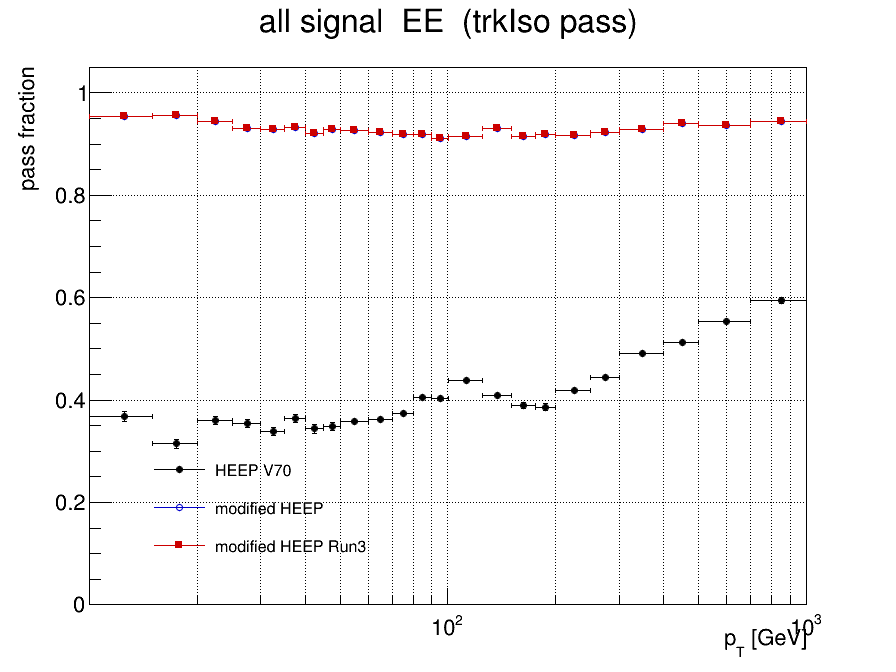 all signal EE (trkIso pass)
pass fraction
1
0.8
0.6
0.4
0.2
0
HEEP V70
modified HEEP
modified HEEP Run3
10²
10³
p_T [GeV]